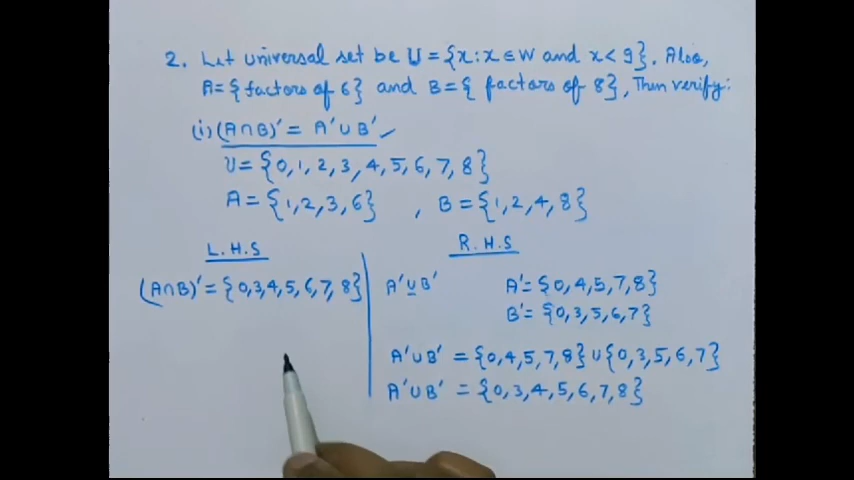 2. Let universal set be U = {x : x ∈ W and x < 9}. Also,
A = {factors of 6} and B = { factors of 8}, Then verify:
(i) (A∩B)' = A'∪B' ✓
U = {0,1,2,3,4,5,6,7,8}
A = {1,2,3,6} , B = {1,2,4,8}
L.H.S
(A∩B)' = {0,3,4,5,6,7,8}
R.H.S
A'∪B' A' = {0,4,5,7,8}
B' = {0,3,5,6,7}
A'∪B' = {0,4,5,7,8} ∪ {0,3,5,6,7}
A'∪B' = {0,3,4,5,6,7,8}